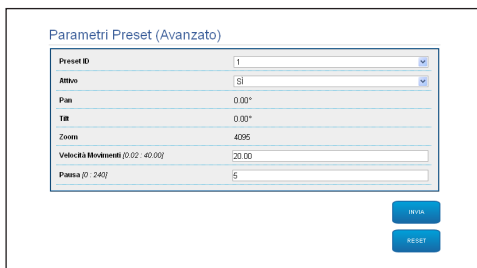 Parametri Preset (Avanzato)
Preset ID 1
Attivo SÌ
Pan 0.00°
Tilt 0.00°
Zoom 4095
Velocità Movimenti [0.02 : 40.00] 20.00
Pausa [0 : 240] 5
INVIA
RESET